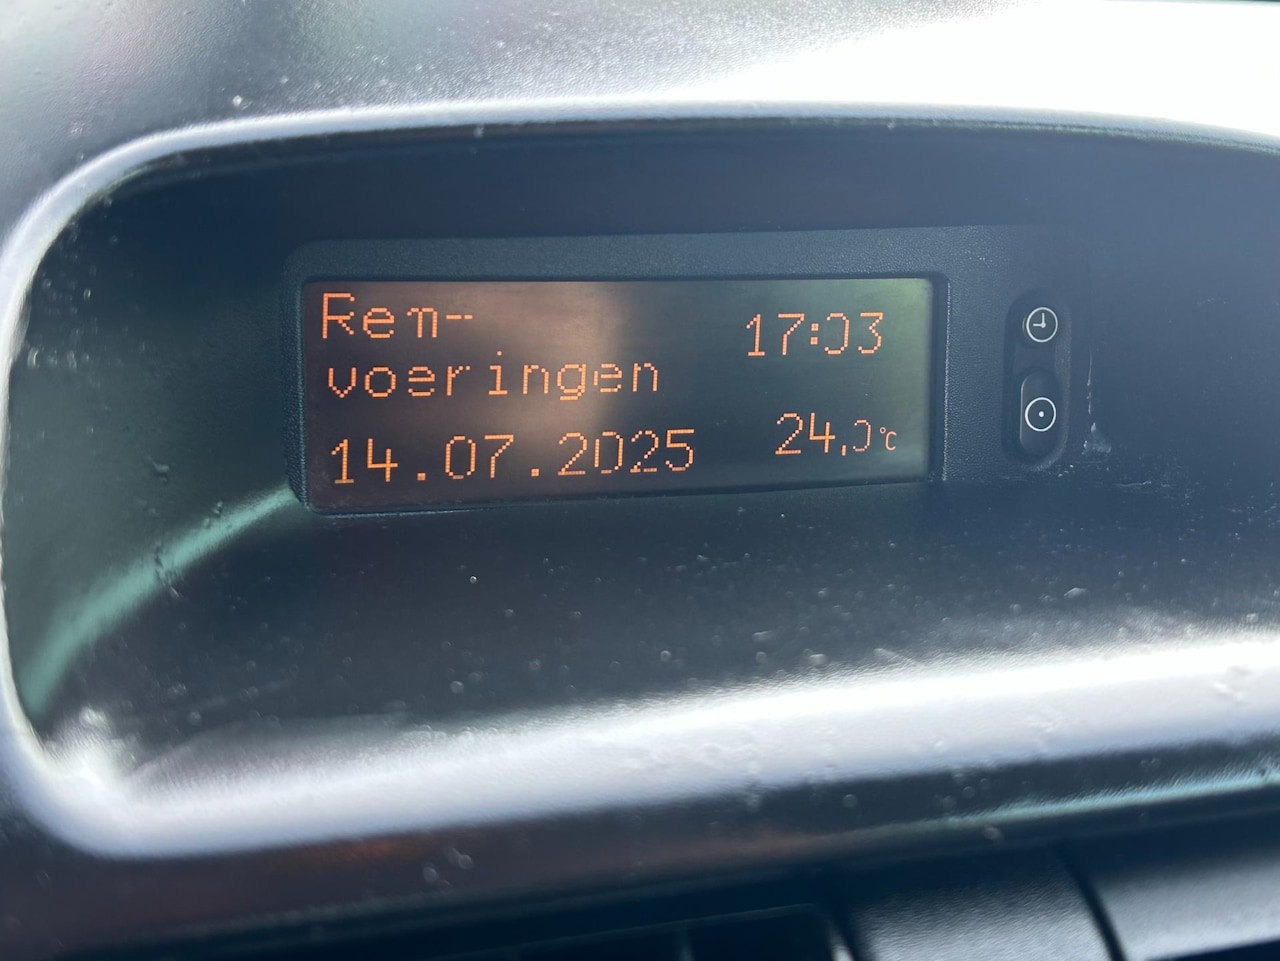 Rem-
17:03
voeringen
14.07.2025
24,0°C